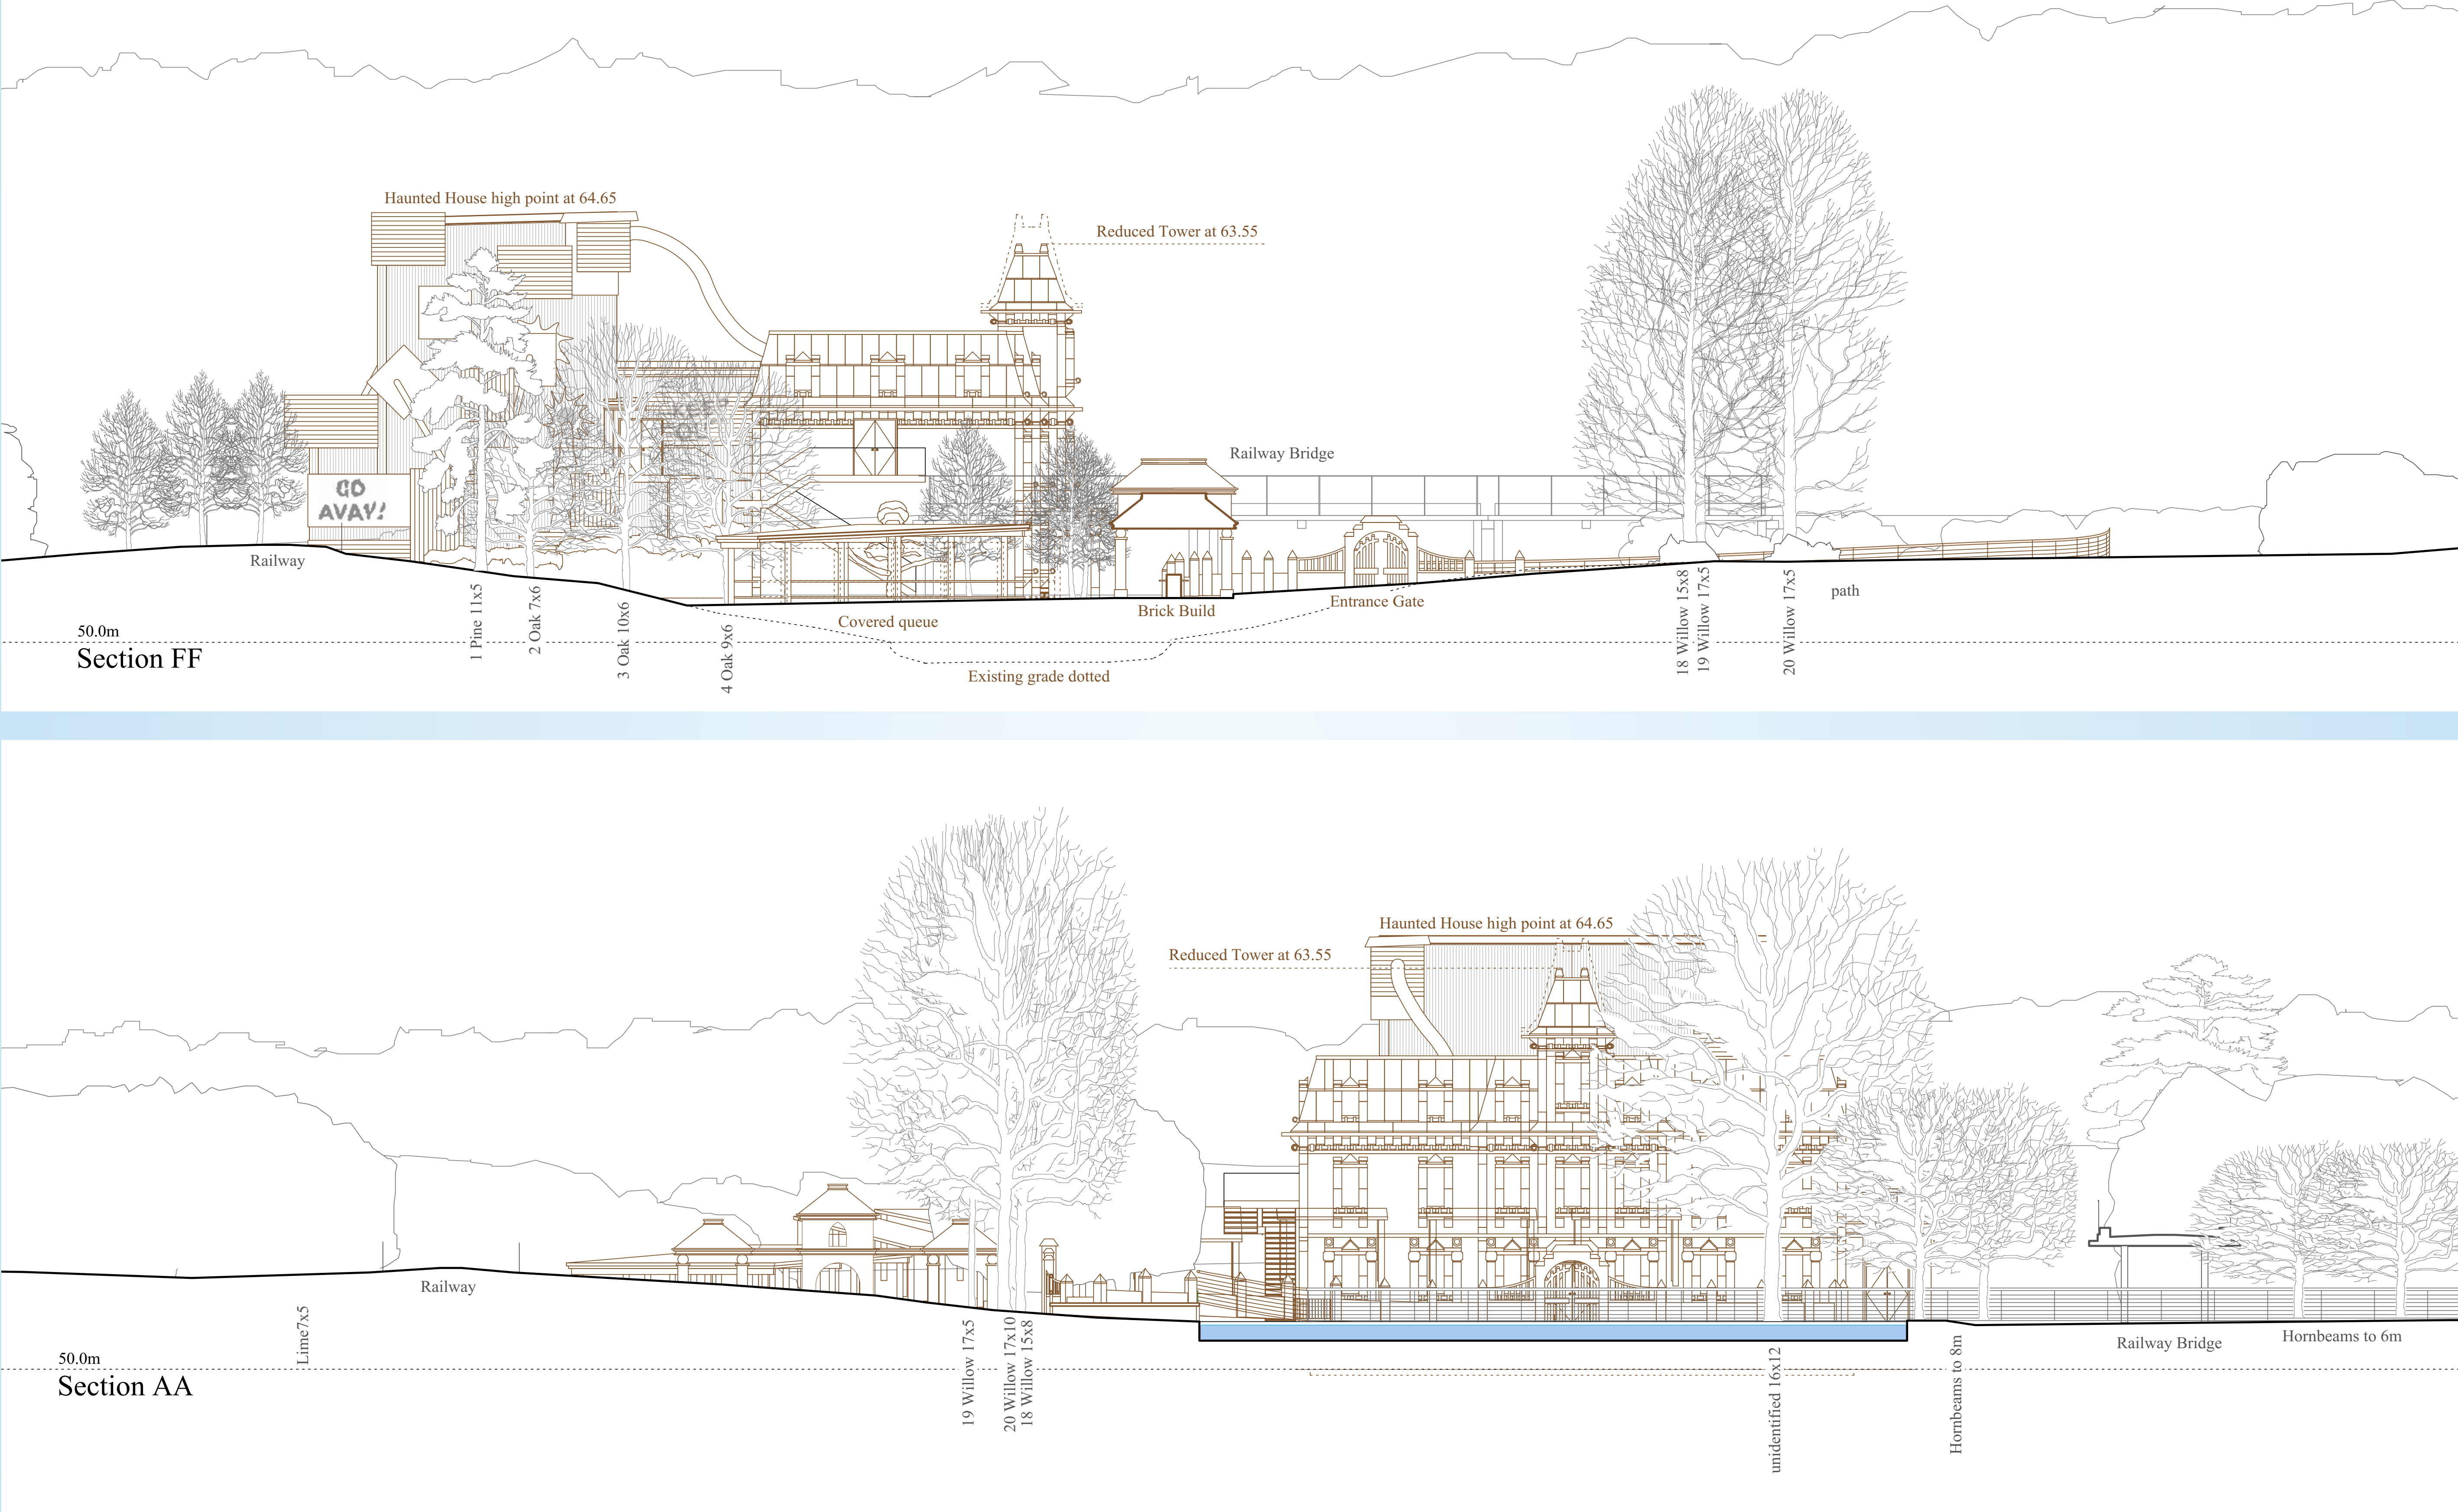 Haunted House high point at 64.65
Reduced Tower at 63.55
Railway Bridge
GO
AVAY!
Railway
1 Pine 11x5
2 Oak 7x6
3 Oak 10x6
4 Oak 9x6
Covered queue
Brick Build
Entrance Gate
18 Willow 15x8
19 Willow 17x5
20 Willow 17x5
path
50.0m
Section FF
Existing grade dotted
Haunted House high point at 64.65
Reduced Tower at 63.55
Railway
Lime7x5
19 Willow 17x5
20 Willow 17x10
18 Willow 15x8
unidentified 16x12
Hornbeams to 8m
Railway Bridge
Hornbeams to 6m
50.0m
Section AA